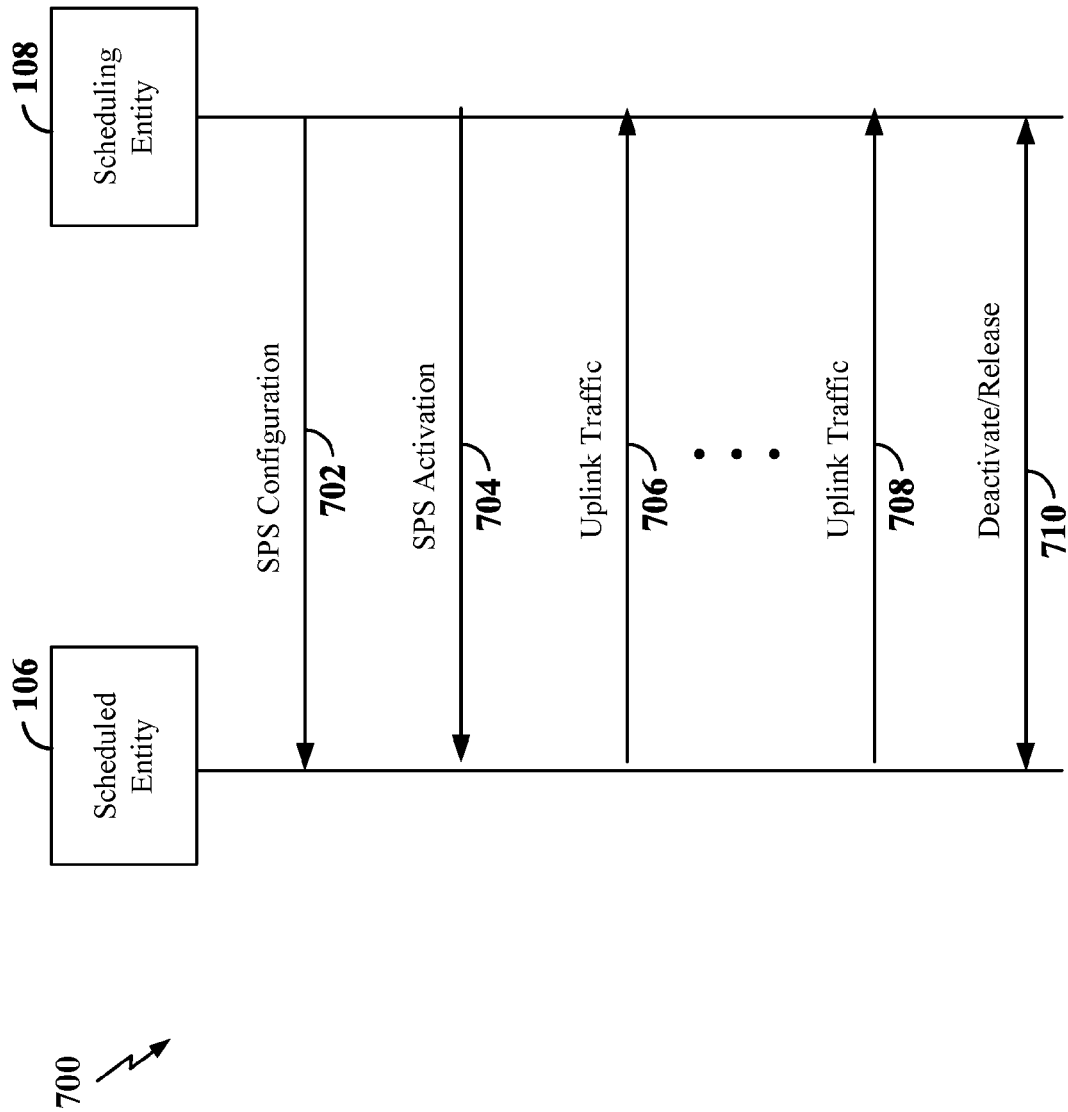 700
106
Scheduled
Entity
108
Scheduling
Entity
SPS Configuration
702
SPS Activation
704
Uplink Traffic
706
Uplink Traffic
708
Deactivate/Release
710